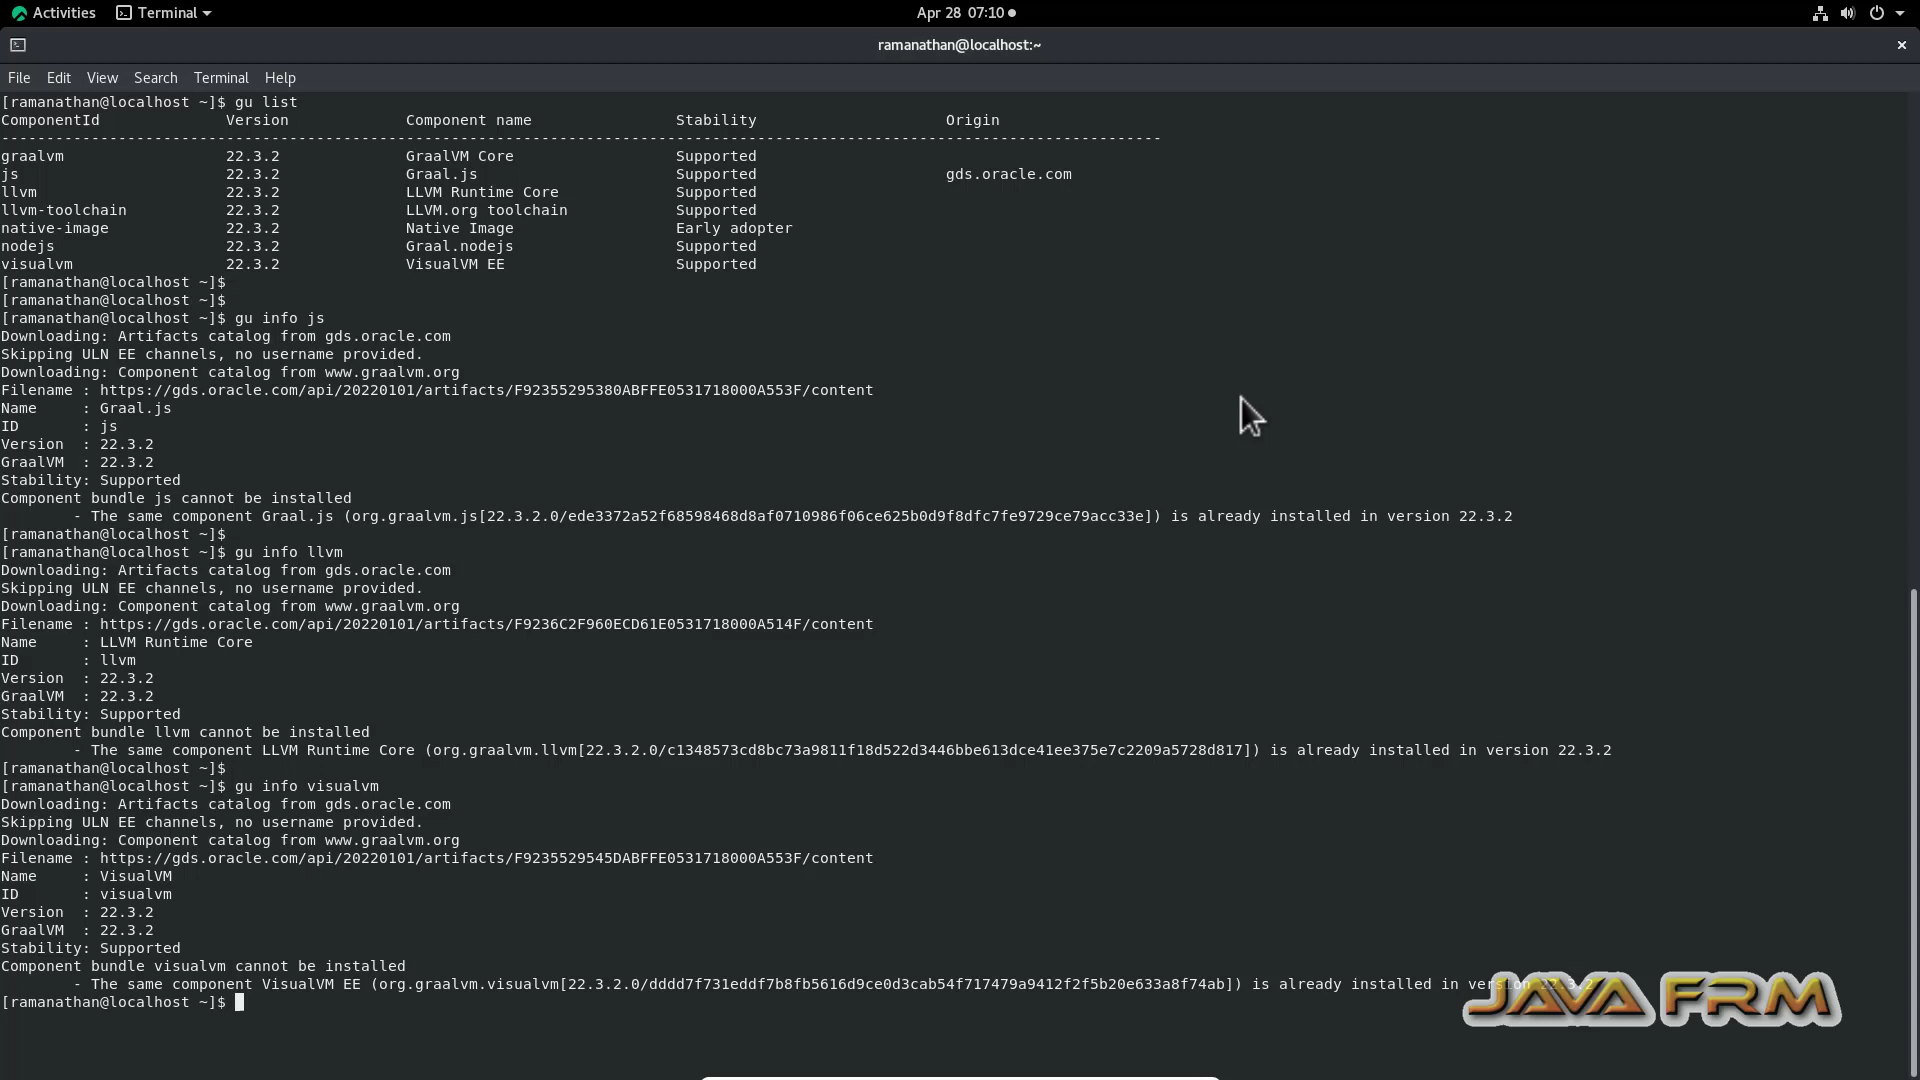 Activities Terminal Apr 28 07:10
ramanathan@localhost:~
File Edit View Search Terminal Help
[ramanathan@localhost ~]$ gu list
ComponentId Version Component name Stability Origin
---------------------------------------------------------------------------------------------------------------------------------
graalvm 22.3.2 GraalVM Core Supported
js 22.3.2 Graal.js Supported gds.oracle.com
llvm 22.3.2 LLVM Runtime Core Supported
llvm-toolchain 22.3.2 LLVM.org toolchain Supported
native-image 22.3.2 Native Image Early adopter
nodejs 22.3.2 Graal.nodejs Supported
visualvm 22.3.2 VisualVM EE Supported
[ramanathan@localhost ~]$
[ramanathan@localhost ~]$
[ramanathan@localhost ~]$ gu info js
Downloading: Artifacts catalog from gds.oracle.com
Skipping ULN EE channels, no username provided.
Downloading: Component catalog from www.graalvm.org
Filename : https://gds.oracle.com/api/20220101/artifacts/F92355295380ABFFE0531718000A553F/content
Name : Graal.js
ID : js
Version : 22.3.2
GraalVM : 22.3.2
Stability: Supported
Component bundle js cannot be installed
- The same component Graal.js (org.graalvm.js[22.3.2.0/ede3372a52f68598468d8af0710986f06ce625b0d9f8dfc7fe9729ce79acc33e]) is already installed in version 22.3.2
[ramanathan@localhost ~]$
[ramanathan@localhost ~]$ gu info llvm
Downloading: Artifacts catalog from gds.oracle.com
Skipping ULN EE channels, no username provided.
Downloading: Component catalog from www.graalvm.org
Filename : https://gds.oracle.com/api/20220101/artifacts/F9236C2F960ECD61E0531718000A514F/content
Name : LLVM Runtime Core
ID : llvm
Version : 22.3.2
GraalVM : 22.3.2
Stability: Supported
Component bundle llvm cannot be installed
- The same component LLVM Runtime Core (org.graalvm.llvm[22.3.2.0/c1348573cd8bc73a9811f18d522d3446bbe613dce41ee375e7c2209a5728d817]) is already installed in version 22.3.2
[ramanathan@localhost ~]$
[ramanathan@localhost ~]$ gu info visualvm
Downloading: Artifacts catalog from gds.oracle.com
Skipping ULN EE channels, no username provided.
Downloading: Component catalog from www.graalvm.org
Filename : https://gds.oracle.com/api/20220101/artifacts/F9235529545DABFFE0531718000A553F/content
Name : VisualVM
ID : visualvm
Version : 22.3.2
GraalVM : 22.3.2
Stability: Supported
Component bundle visualvm cannot be installed
- The same component VisualVM EE (org.graalvm.visualvm[22.3.2.0/dddd7f731eddf7b8fb5616d9ce0d3cab54f717479a9412f2f5b20e633a8f74ab]) is already installed in version 22.3.2
[ramanathan@localhost ~]$
JAVA FRM